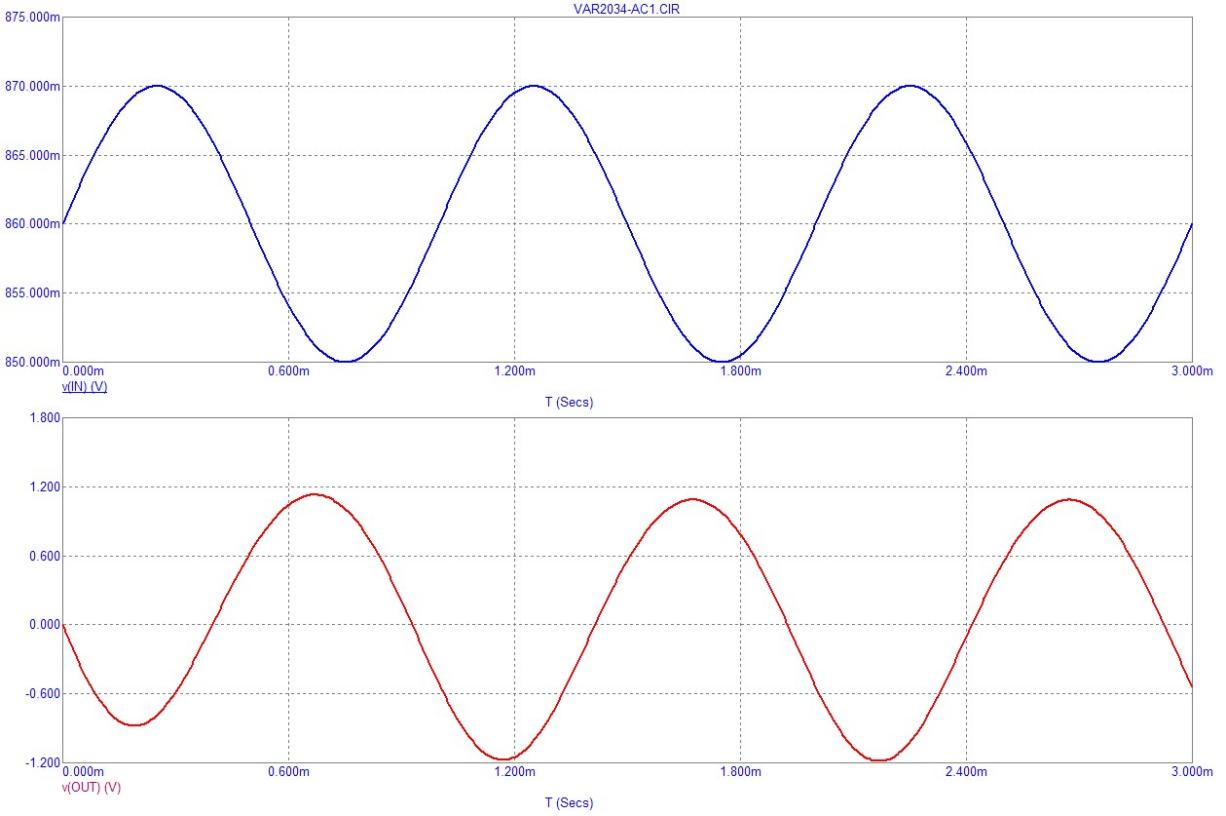 VAR2034-AC1.CIR
875.000m
870.000m
865.000m
860.000m
855.000m
850.000m
0.000m 0.600m 1.200m 1.800m 2.400m 3.000m
v(IN) (V)
T (Secs)
1.800
1.200
0.600
0.000
-0.600
-1.200
0.000m 0.600m 1.200m 1.800m 2.400m 3.000m
v(OUT) (V)
T (Secs)